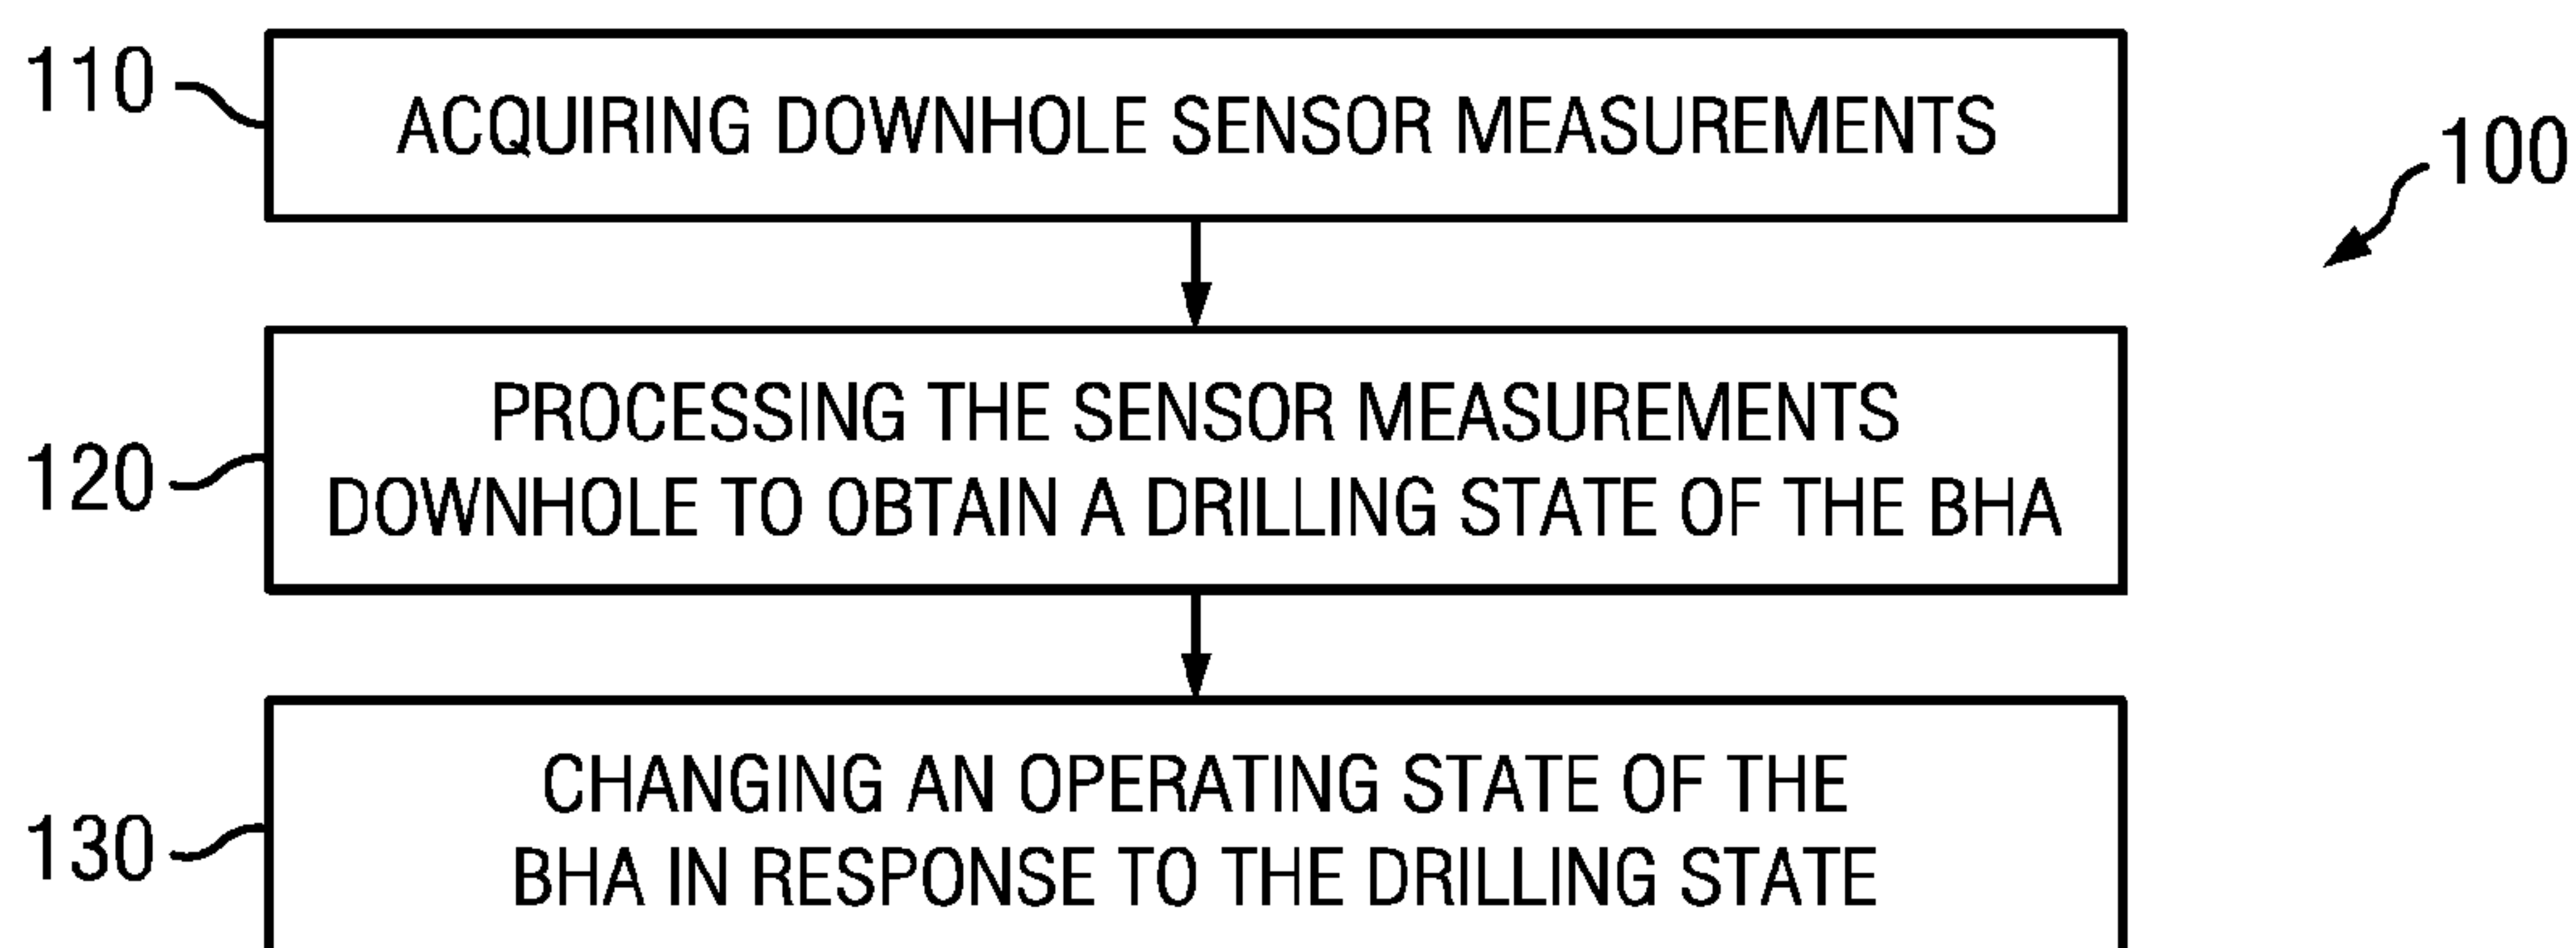 110
ACQUIRING DOWNHOLE SENSOR MEASUREMENTS
100
PROCESSING THE SENSOR MEASUREMENTS
120
DOWNHOLE TO OBTAIN A DRILLING STATE OF THE BHA
CHANGING AN OPERATING STATE OF THE
130
BHA IN RESPONSE TO THE DRILLING STATE